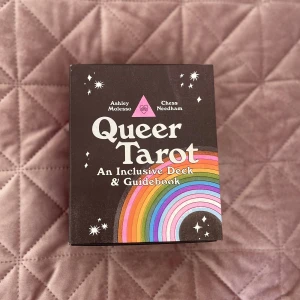 Ashley Chess
Molesso Needham
Queer
Tarot
An Inclusive Deck
& Guidebook